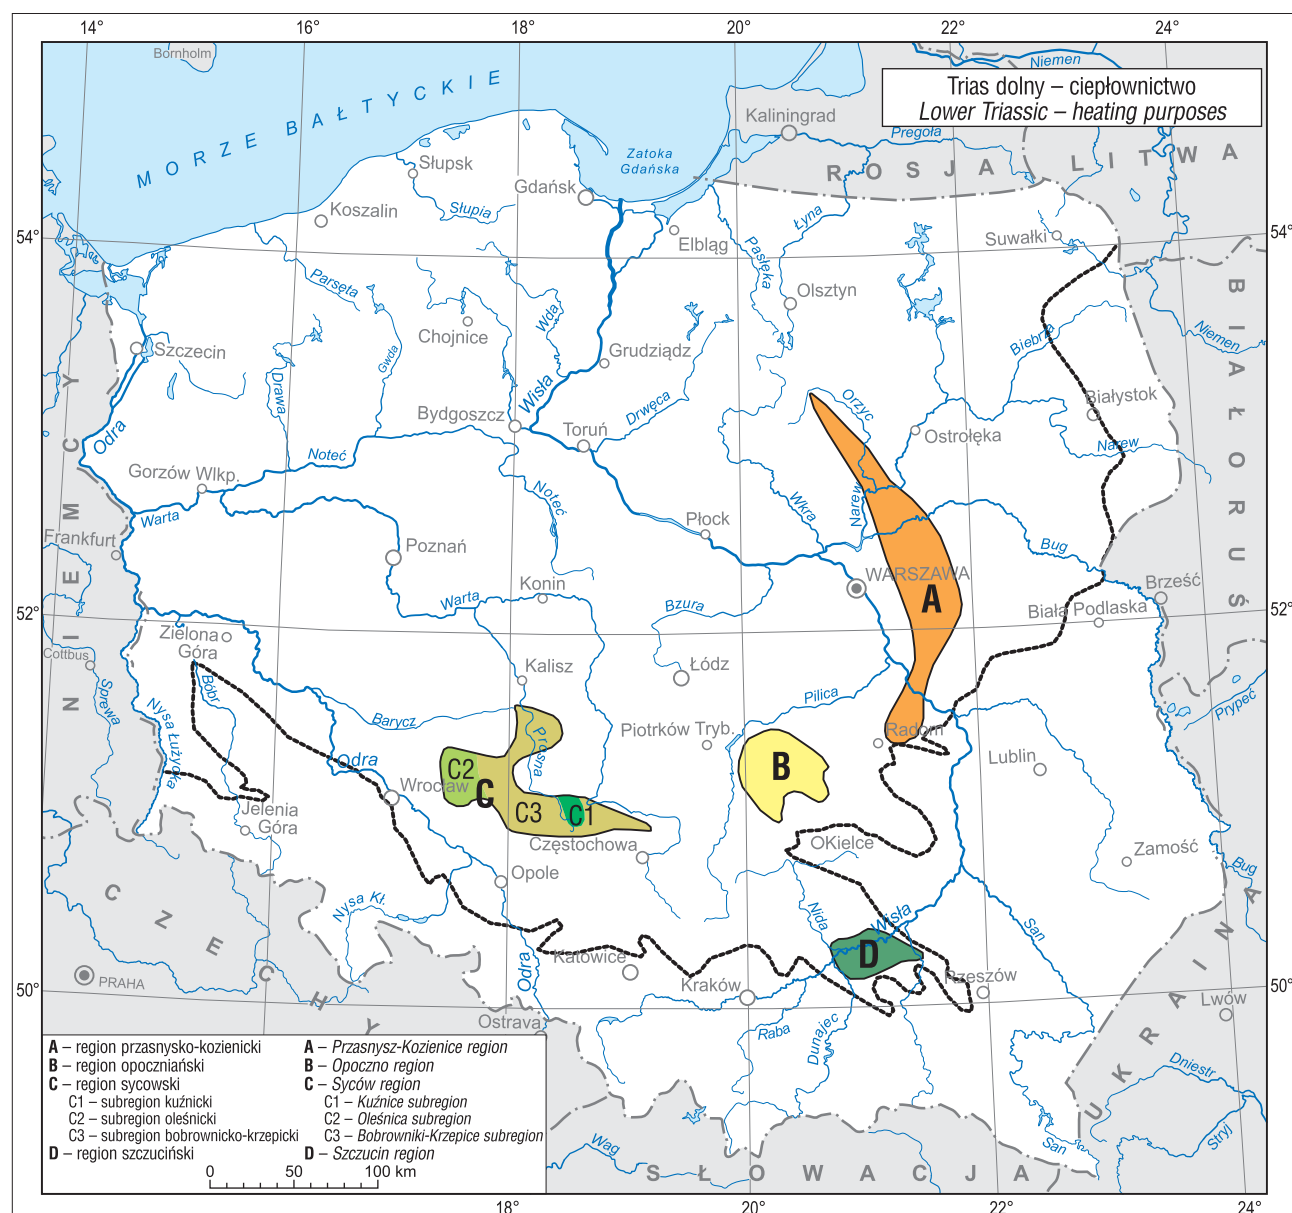 14° 16° 18° 20° 22° 24°
Bornholm
Niemen
Trias dolny – ciepłownictwo
Lower Triassic – heating purposes
MORZE BAŁTYCKIE
Kaliningrad
Pregoła
Zatoka
Gdańska
ROSJA
LITWA
Słupsk
Gdańsk
Koszalin
Słupia
Łyna
54°
54°
Elbląg
Pasłęka
Suwałki
Parsęta
Olsztyn
BIAŁORUŚ
Wda
Chojnice
Niemen
Biebrza
Szczecin
Gwda
Grudziądz
NIEMCY
Drawa
Wisła
Drwęca
Orzyc
Białystok
Bydgoszcz
Toruń
Ostrołęka
Odra
Narew
Noteć
Gorzów Wlkp.
Noteć
Wkra
Narew
Warta
Płock
Frankfurt
Poznań
Bug
WARSZAWA
Konin
Brześć
A
Warta
Bzura
Biała Podlaska
52°
52°
Zielona
Góra
Cottbus
Kalisz
Łódź
Sprewa
Bóbr
Nysa Łużycka
Pilica
Prypeć
Barycz
Piotrków Tryb.
Radom
Prosna
Lublin
Odra
C2
B
Wrocław
C
C3
C1
Jelenia
Góra
Częstochowa
Kielce
Zamość
Bug
Opole
CZECHY
Nysa Kł.
Nida
Wisła
San
UKRAINA
Katowice
D
Odra
Rzeszów
PRAHA
Kraków
50°
50°
Lwów
Ostrava
Raba
Dunajec
A – region przasnysko-kozienicki
B – region opoczniański
C – region sycowski
C1 – subregion kuźnicki
C2 – subregion oleśnicki
C3 – subregion bobrownicko-krzepicki
D – region szczuciński
A – Przasnysz-Kozienice region
B – Opoczno region
C – Syców region
C1 – Kuźnice subregion
C2 – Oleśnica subregion
C3 – Bobrowniki-Krzepice subregion
D – Szczucin region
0 50 100 km
Dniestr
Stryj
San
Wag
SŁOWACJA
18° 20° 22° 24°